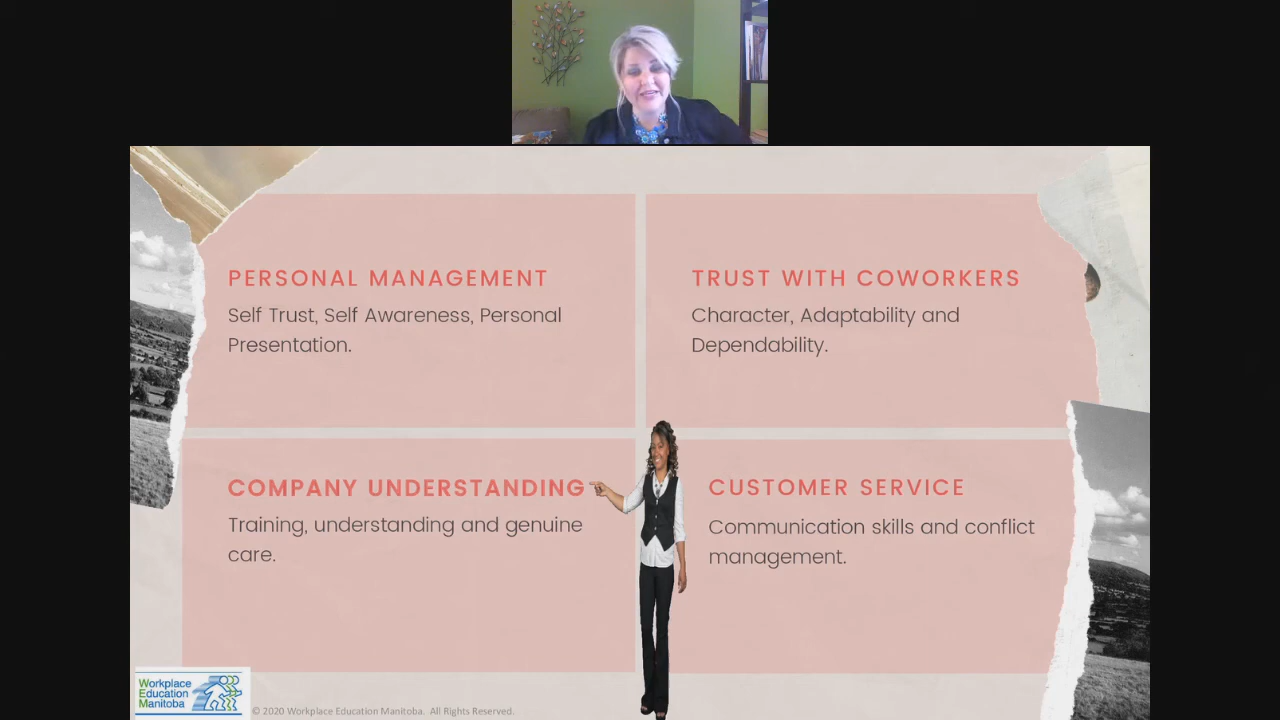 PERSONAL MANAGEMENT
Self Trust, Self Awareness, Personal
Presentation.
TRUST WITH COWORKERS
Character, Adaptability and
Dependability.
COMPANY UNDERSTANDING
Training, understanding and genuine
care.
CUSTOMER SERVICE
Communication skills and conflict
management.
Workplace
Education
Manitoba
© 2020 Workplace Education Manitoba. All Rights Reserved.